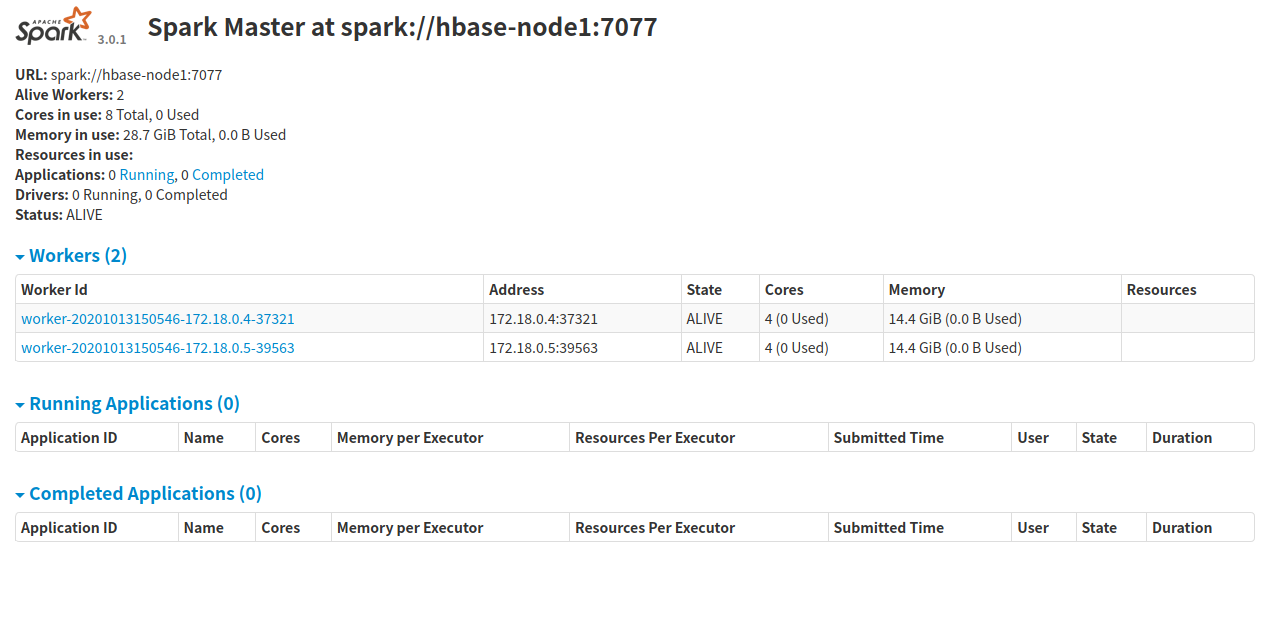 APACHE
Spark 3.0.1 Spark Master at spark://hbase-node1:7077
URL: spark://hbase-node1:7077
Alive Workers: 2
Cores in use: 8 Total, 0 Used
Memory in use: 28.7 GiB Total, 0.0 B Used
Resources in use:
Applications: 0 Running, 0 Completed
Drivers: 0 Running, 0 Completed
Status: ALIVE
Workers (2)
Worker Id Address State Cores Memory Resources
worker-20201013150546-172.18.0.4-37321 172.18.0.4:37321 ALIVE 4 (0 Used) 14.4 GiB (0.0 B Used)
worker-20201013150546-172.18.0.5-39563 172.18.0.5:39563 ALIVE 4 (0 Used) 14.4 GiB (0.0 B Used)
Running Applications (0)
Application ID Name Cores Memory per Executor Resources Per Executor Submitted Time User State Duration
Completed Applications (0)
Application ID Name Cores Memory per Executor Resources Per Executor Submitted Time User State Duration